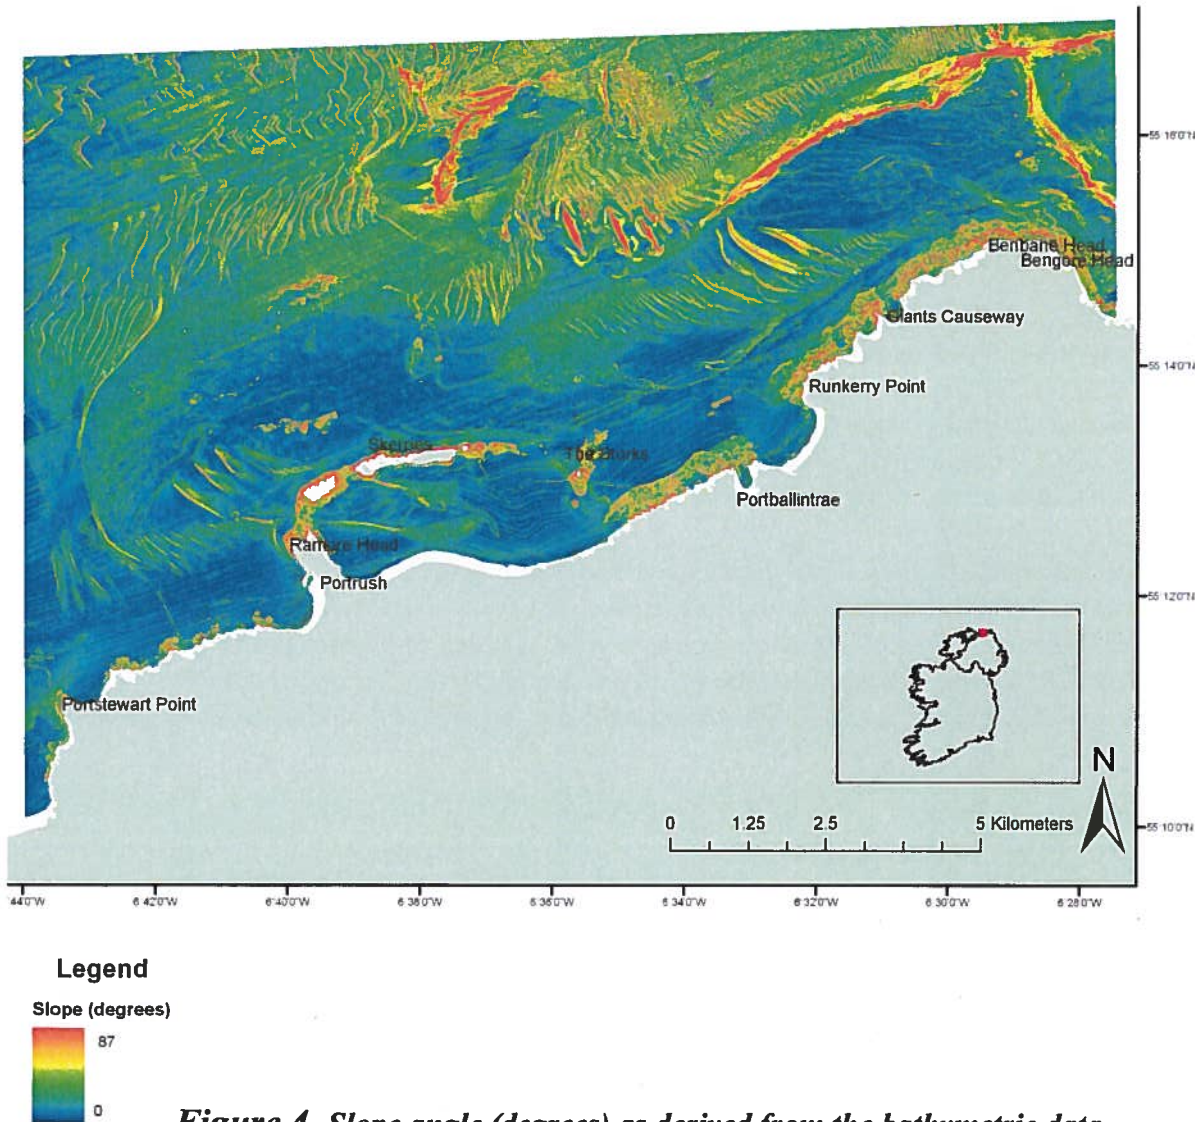 55°16'0"N
Benbane Head
Bengore Head
Giants Causeway
55°14'0"N
Runkerry Point
Skerries
The Storks
Portballintrae
Ramore Head
Portrush
55°12'0"N
Portstewart Point
N
0 1.25 2.5 5 Kilometers
55°10'0"N
44'0"W 6°42'0"W 6°40'0"W 6°38'0"W 6°36'0"W 6°34'0"W 6°32'0"W 6°30'0"W 6°28'0"W
Legend
Slope (degrees)
87
0
Figure 4. Slope angle (degrees) as derived from the bathymetric data